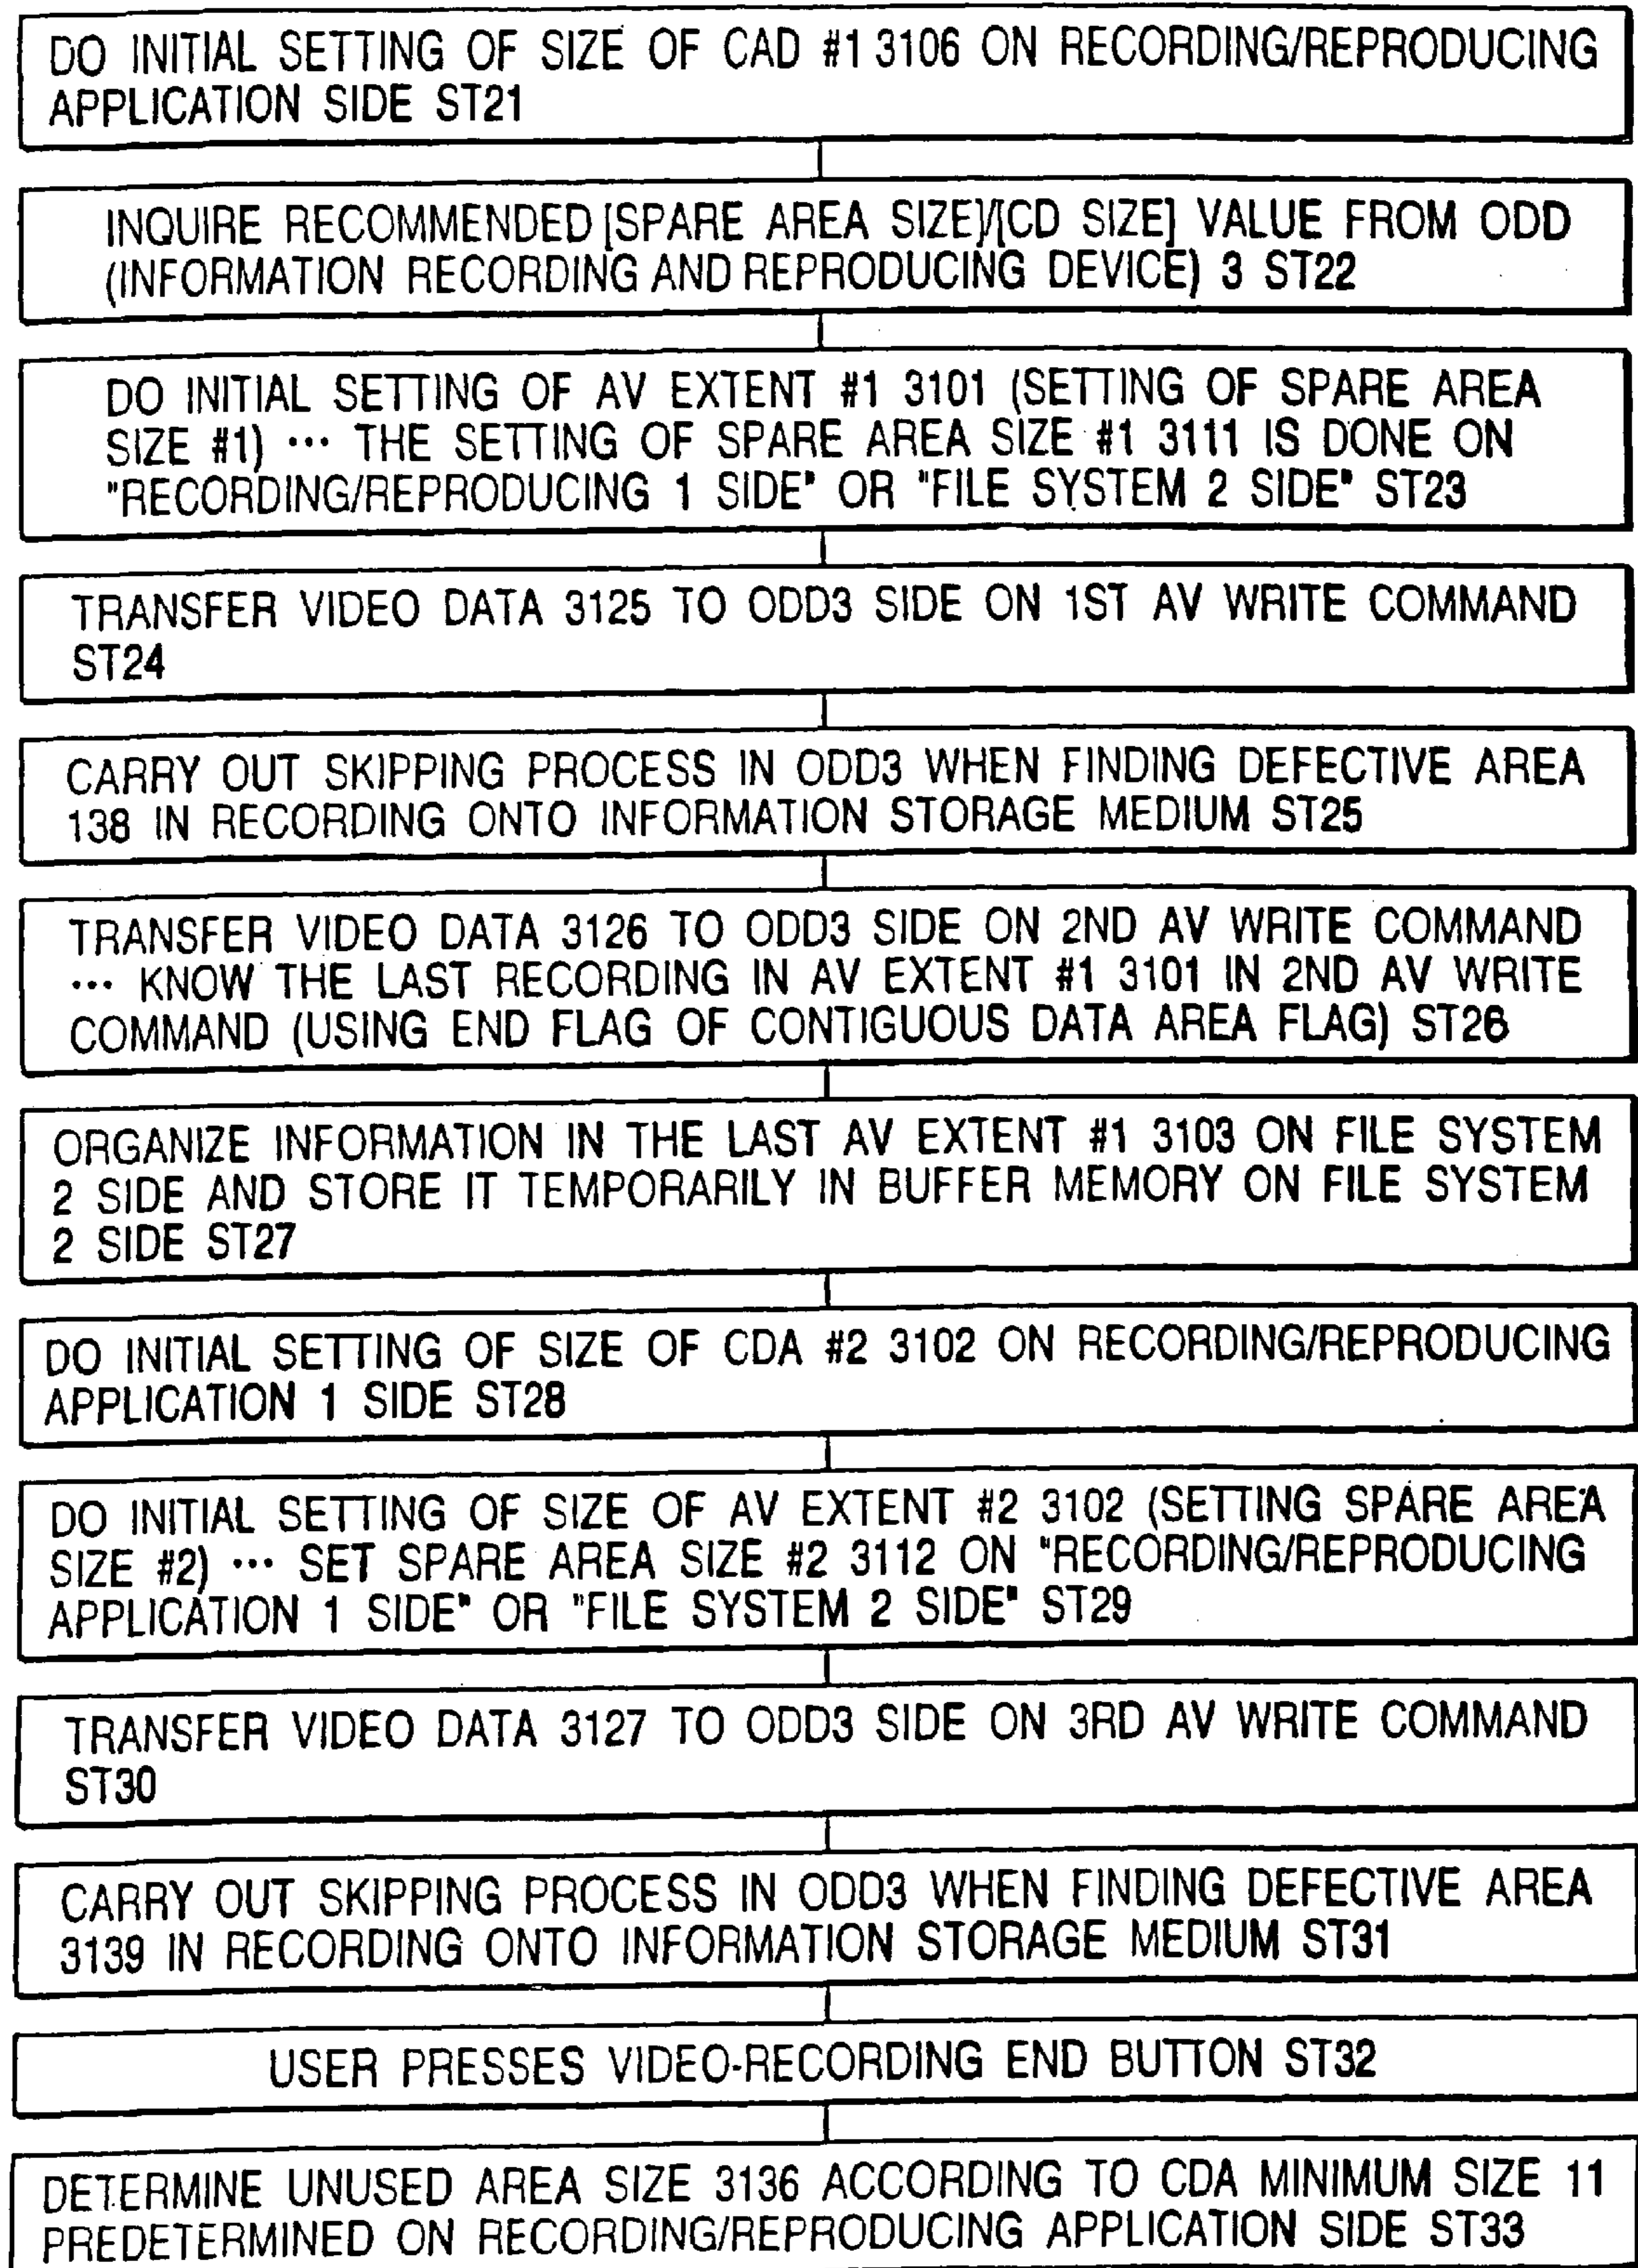 DO INITIAL SETTING OF SIZE OF CAD #1 3106 ON RECORDING/REPRODUCING
APPLICATION SIDE ST21
INQUIRE RECOMMENDED [SPARE AREA SIZE]/[CD SIZE] VALUE FROM ODD
(INFORMATION RECORDING AND REPRODUCING DEVICE) 3 ST22
DO INITIAL SETTING OF AV EXTENT #1 3101 (SETTING OF SPARE AREA
SIZE #1) ··· THE SETTING OF SPARE AREA SIZE #1 3111 IS DONE ON
"RECORDING/REPRODUCING 1 SIDE" OR "FILE SYSTEM 2 SIDE" ST23
TRANSFER VIDEO DATA 3125 TO ODD3 SIDE ON 1ST AV WRITE COMMAND
ST24
CARRY OUT SKIPPING PROCESS IN ODD3 WHEN FINDING DEFECTIVE AREA
138 IN RECORDING ONTO INFORMATION STORAGE MEDIUM ST25
TRANSFER VIDEO DATA 3126 TO ODD3 SIDE ON 2ND AV WRITE COMMAND
··· KNOW THE LAST RECORDING IN AV EXTENT #1 3101 IN 2ND AV WRITE
COMMAND (USING END FLAG OF CONTIGUOUS DATA AREA FLAG) ST26
ORGANIZE INFORMATION IN THE LAST AV EXTENT #1 3103 ON FILE SYSTEM
2 SIDE AND STORE IT TEMPORARILY IN BUFFER MEMORY ON FILE SYSTEM
2 SIDE ST27
DO INITIAL SETTING OF SIZE OF CDA #2 3102 ON RECORDING/REPRODUCING
APPLICATION 1 SIDE ST28
DO INITIAL SETTING OF SIZE OF AV EXTENT #2 3102 (SETTING SPARE AREA
SIZE #2) ··· SET SPARE AREA SIZE #2 3112 ON "RECORDING/REPRODUCING
APPLICATION 1 SIDE" OR "FILE SYSTEM 2 SIDE" ST29
TRANSFER VIDEO DATA 3127 TO ODD3 SIDE ON 3RD AV WRITE COMMAND
ST30
CARRY OUT SKIPPING PROCESS IN ODD3 WHEN FINDING DEFECTIVE AREA
3139 IN RECORDING ONTO INFORMATION STORAGE MEDIUM ST31
USER PRESSES VIDEO-RECORDING END BUTTON ST32
DETERMINE UNUSED AREA SIZE 3136 ACCORDING TO CDA MINIMUM SIZE 11
PREDETERMINED ON RECORDING/REPRODUCING APPLICATION SIDE ST33